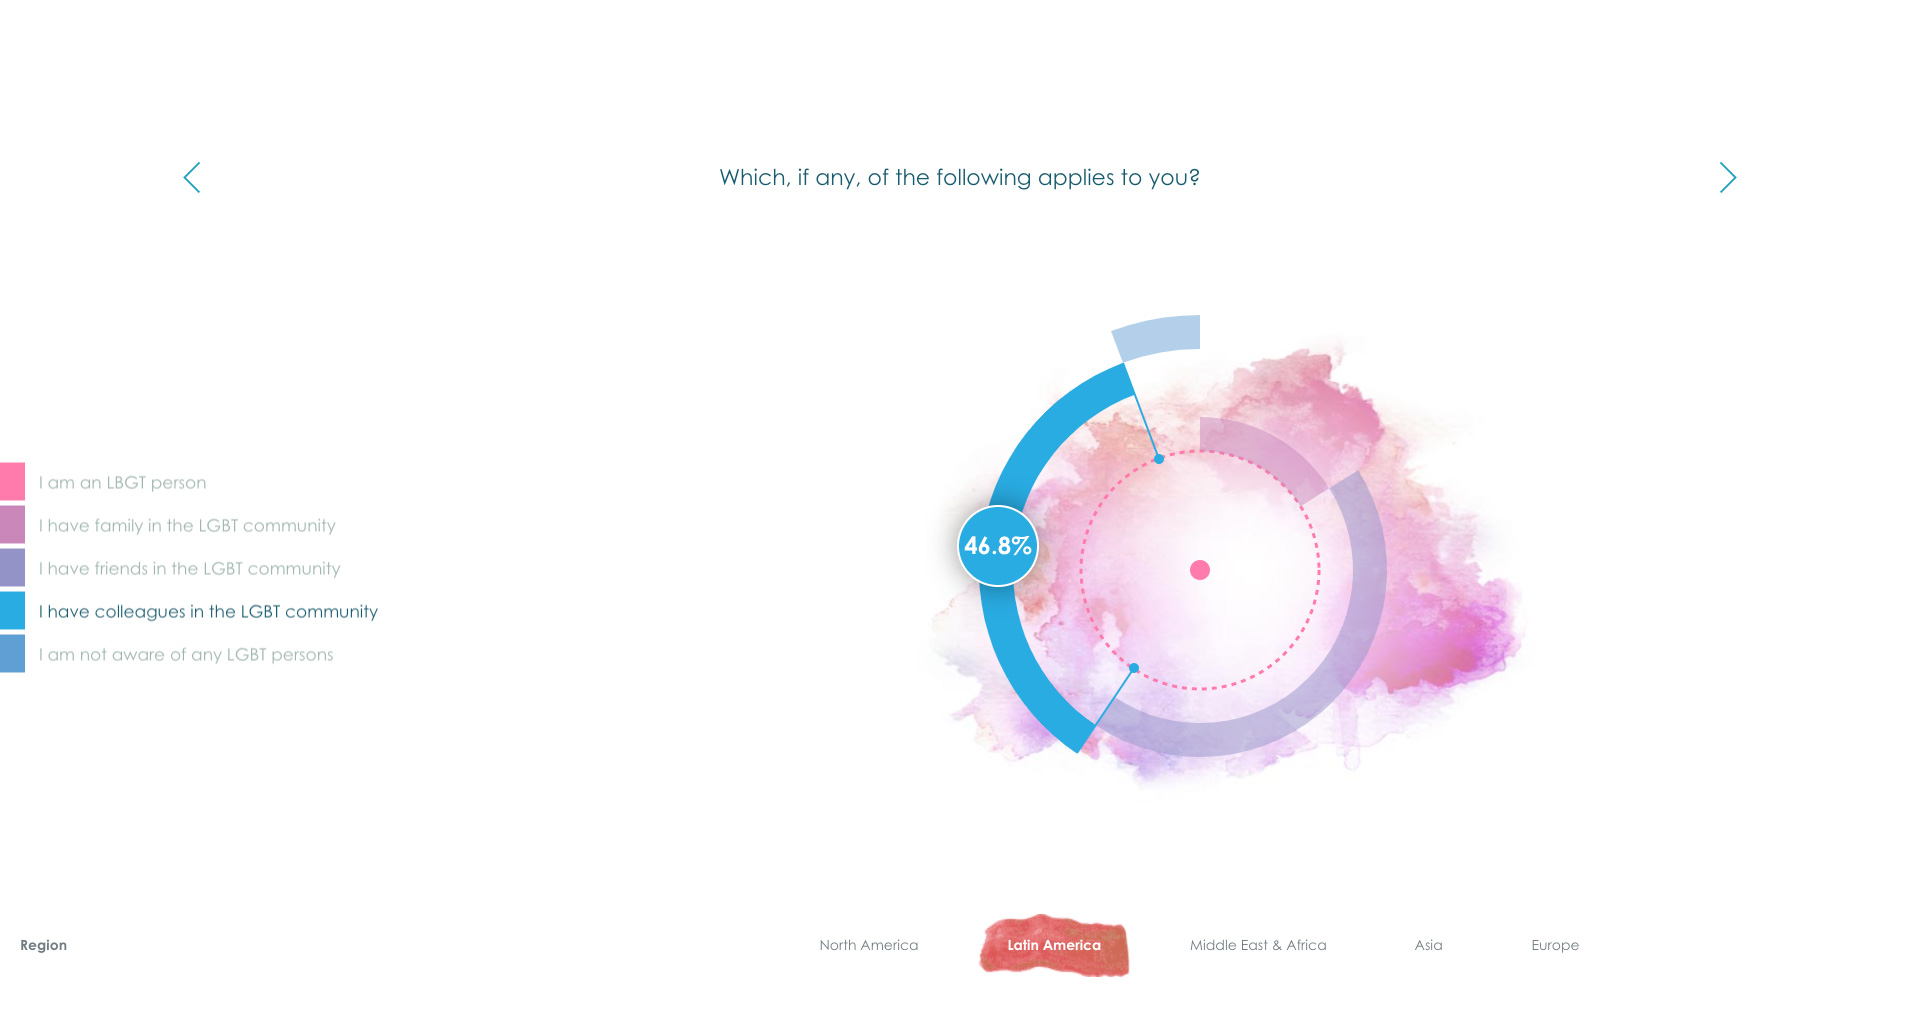 Which, if any, of the following applies to you?
46.8%
I am an LBGT person
I have family in the LGBT community
I have friends in the LGBT community
I have colleagues in the LGBT community
I am not aware of any LGBT persons
Region
North America
Latin America
Middle East & Africa
Asia
Europe